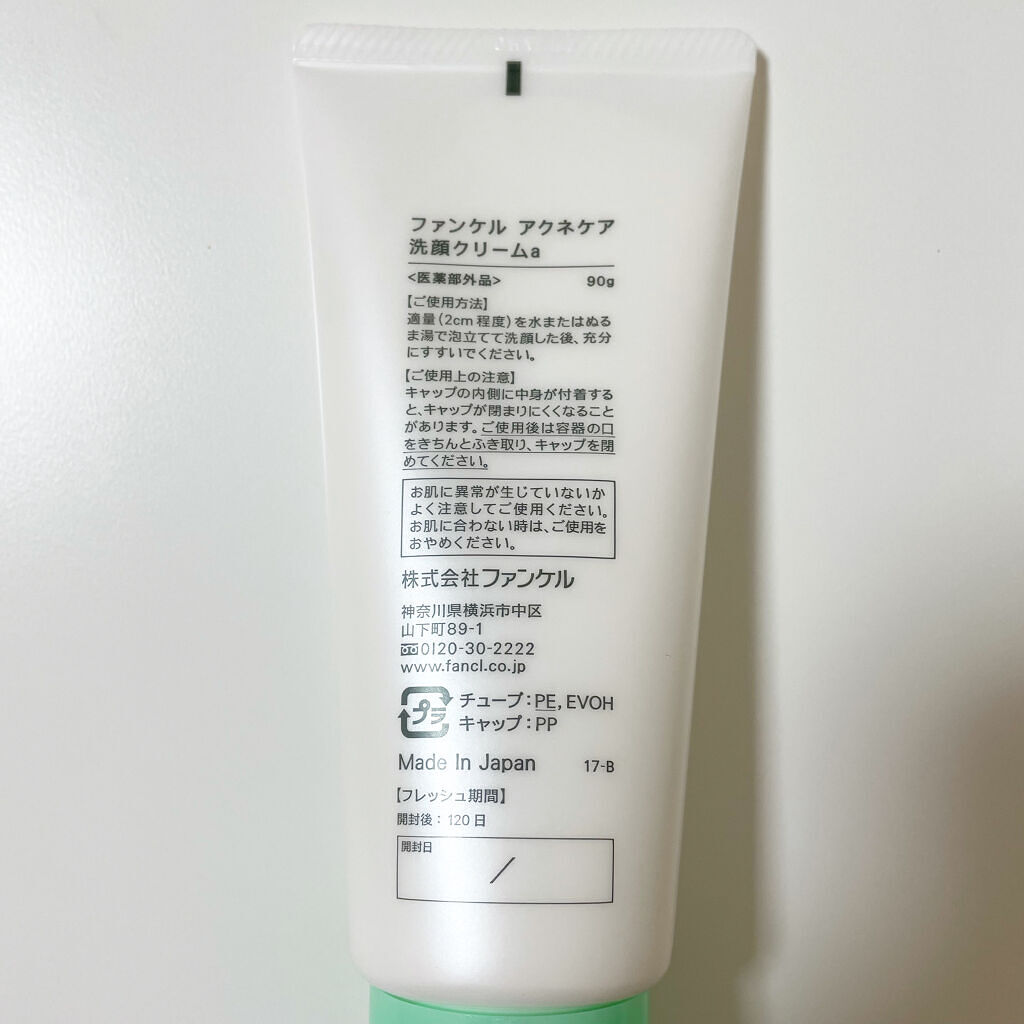 ファンケル アクネケア
洗顔クリームa
<医薬部外品> 90g
【ご使用方法】
適量(2cm 程度)を水またはぬる
ま湯で泡立てて洗顔した後、充分
にすすいでください。
【ご使用上の注意】
キャップの内側に中身が付着する
と、キャップが閉まりにくくなること
があります。ご使用後は容器の口
をきちんとふき取り、キャップを閉
めてください。
お肌に異常が生じていないか
よく注意してご使用ください。
お肌に合わない時は、ご使用を
おやめください。
株式会社ファンケル
神奈川県横浜市中区
山下町89-1
0120-30-2222
www.fancl.co.jp
プラ チューブ:PE, EVOH
キャップ:PP
Made In Japan 17-B
【フレッシュ期間】
開封後: 120 日
開封日
/